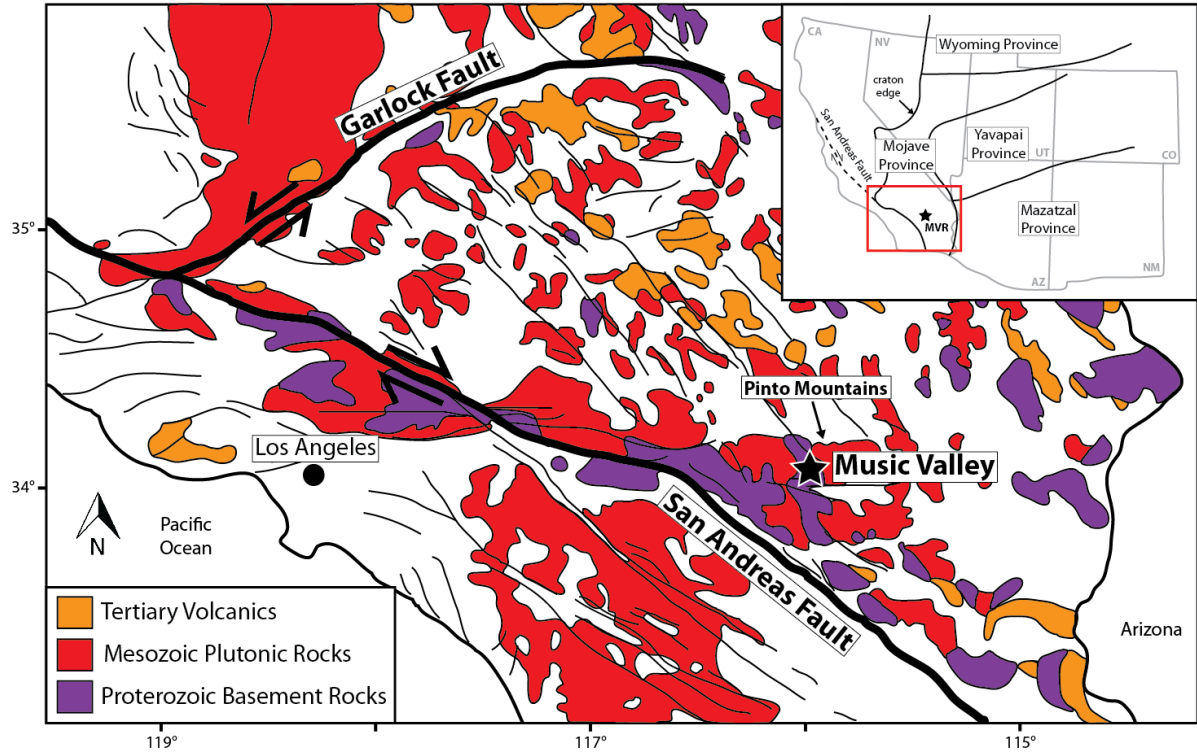 CA
NV
Wyoming Province
craton
edge
San Andreas Fault
Mojave
Province
Yavapai
Province
UT
CO
MVR
Mazatzal
Province
AZ
NM
Garlock Fault
35°
Pinto Mountains
Los Angeles
Music Valley
34°
San Andreas Fault
N
Pacific
Ocean
Tertiary Volcanics
Mesozoic Plutonic Rocks
Proterozoic Basement Rocks
Arizona
119°
117°
115°